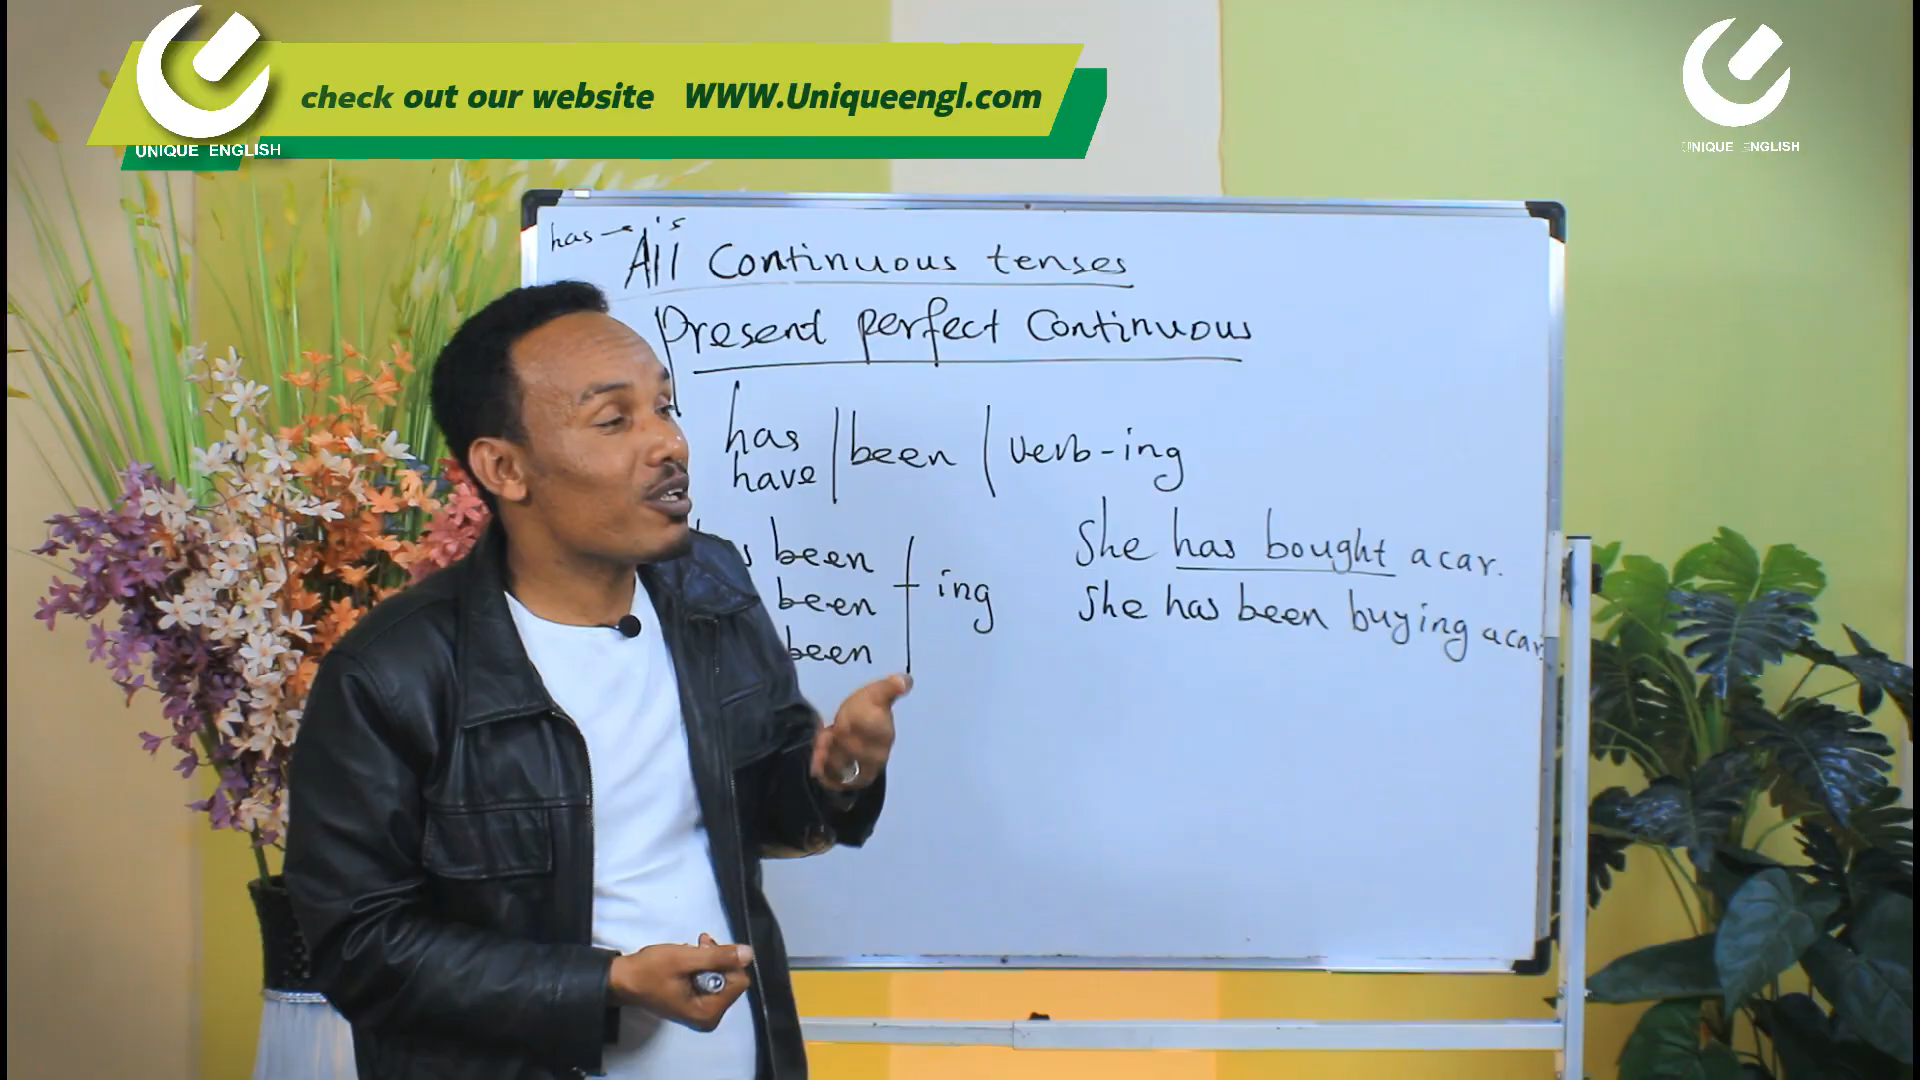 check out our website WWW.Uniqueengl.com
UNIQUE ENGLISH
UNIQUE ENGLISH
has → 's
All Continuous tenses
Present perfect Continuous
has
have | been | verb-ing
been
been ing
been
She has bought a car.
She has been buying a car.